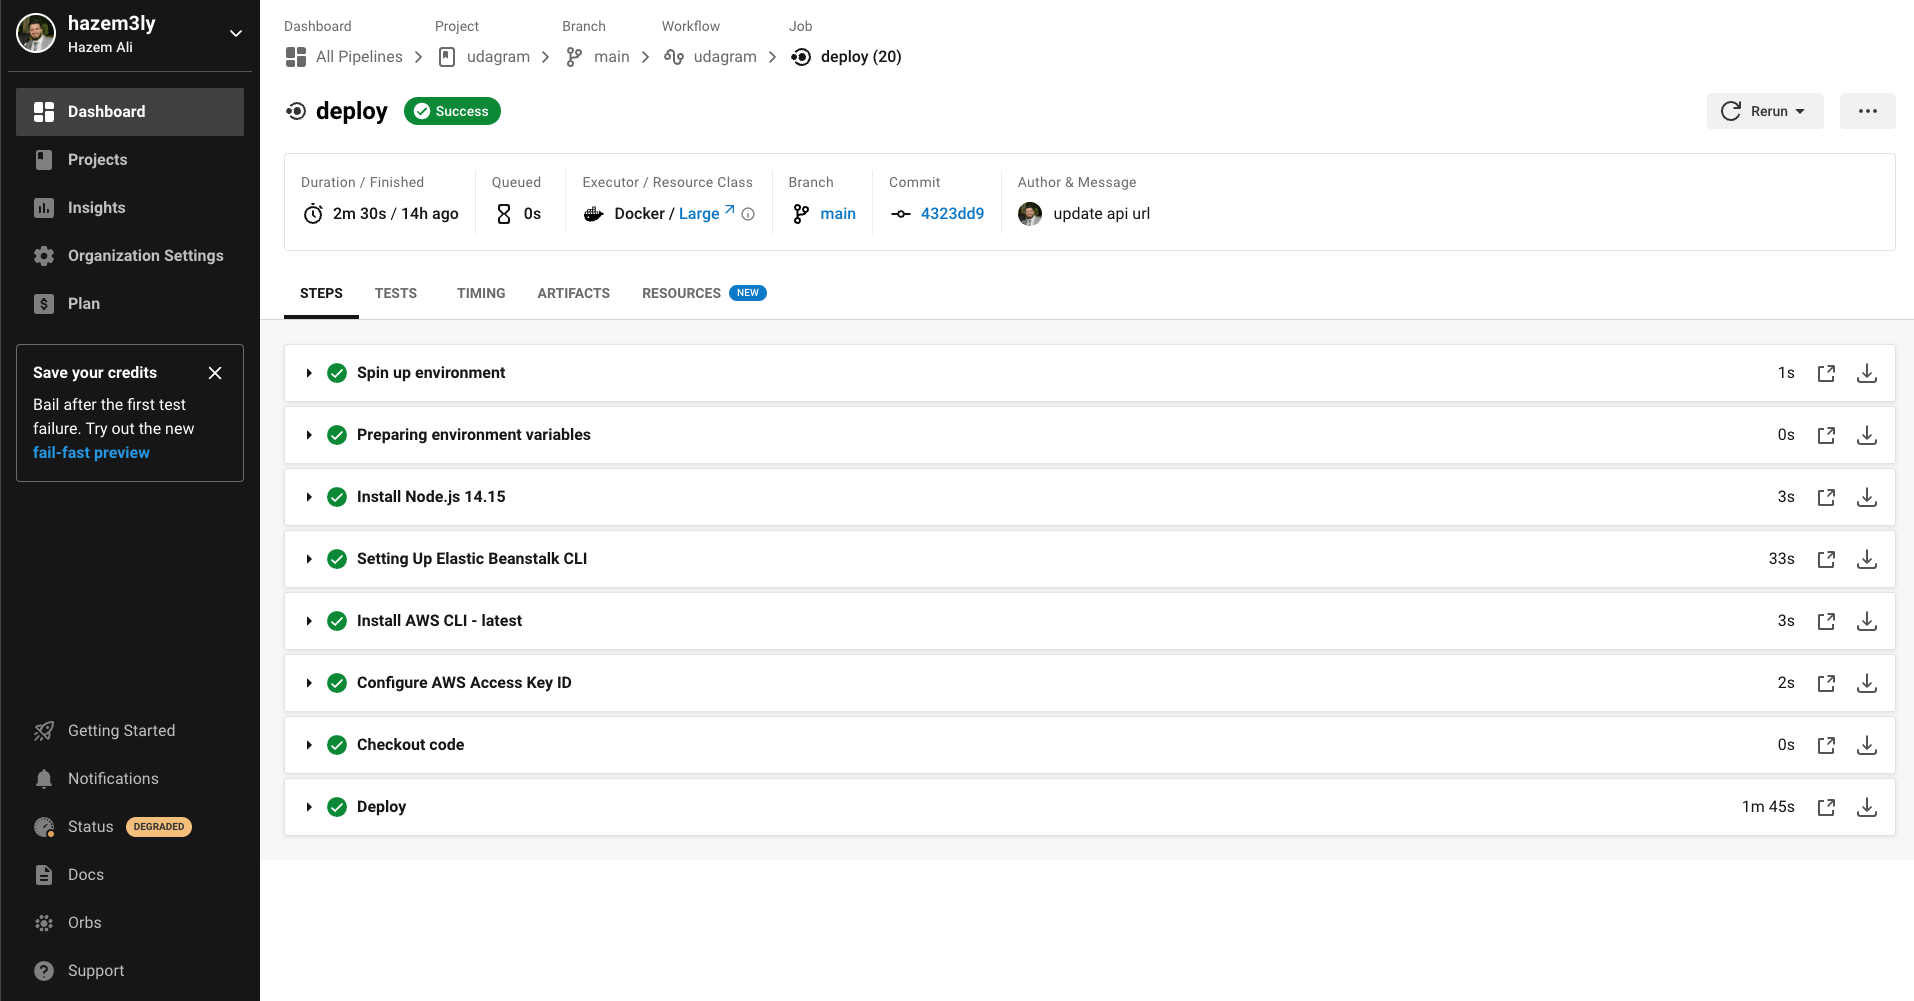 hazem3ly
Hazem Ali
Dashboard
Projects
Insights
Organization Settings
Plan
Save your credits
Bail after the first test
failure. Try out the new
fail-fast preview
Getting Started
Notifications
Status DEGRADED
Docs
Orbs
Support
Dashboard Project Branch Workflow Job
All Pipelines udagram main udagram deploy (20)
deploy Success Rerun
Duration / Finished Queued Executor / Resource Class Branch Commit Author & Message
2m 30s / 14h ago 0s Docker / Large main 4323dd9 update api url
STEPS TESTS TIMING ARTIFACTS RESOURCES NEW
Spin up environment 1s
Preparing environment variables 0s
Install Node.js 14.15 3s
Setting Up Elastic Beanstalk CLI 33s
Install AWS CLI - latest 3s
Configure AWS Access Key ID 2s
Checkout code 0s
Deploy 1m 45s